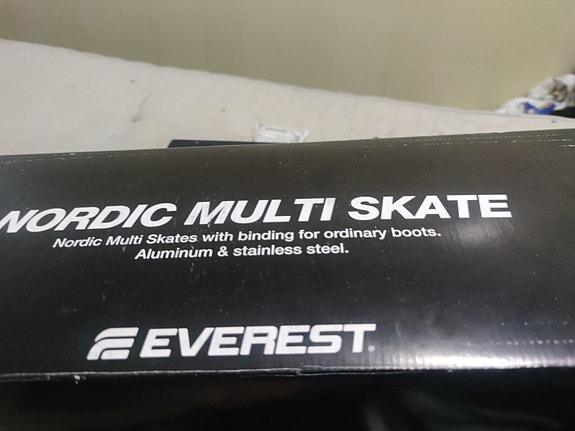 NORDIC MULTI SKATE
Nordic Multi Skates with binding for ordinary boots.
Aluminum & stainless steel.
EVEREST